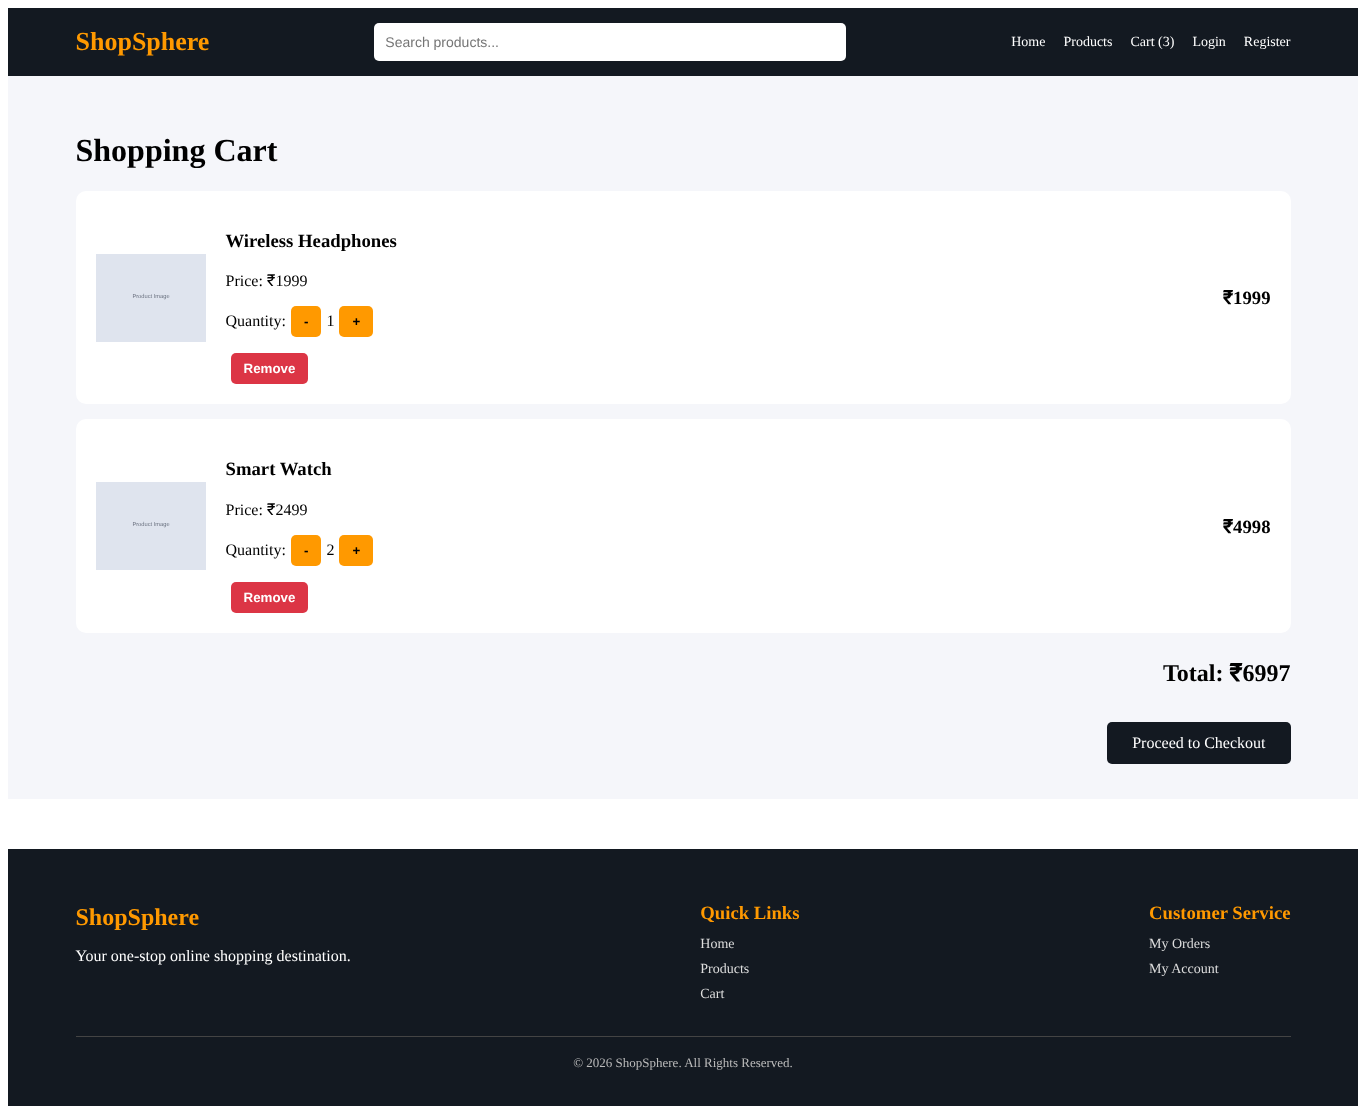 ShopSphere
Search products...
Home Products Cart (3) Login Register
Shopping Cart
Product Image
Wireless Headphones
Price: ₹1999
Quantity: - 1 +
Remove
₹1999
Product Image
Smart Watch
Price: ₹2499
Quantity: - 2 +
Remove
₹4998
Total: ₹6997
Proceed to Checkout
ShopSphere
Your one-stop online shopping destination.
Quick Links
Home
Products
Cart
Customer Service
My Orders
My Account
© 2026 ShopSphere. All Rights Reserved.